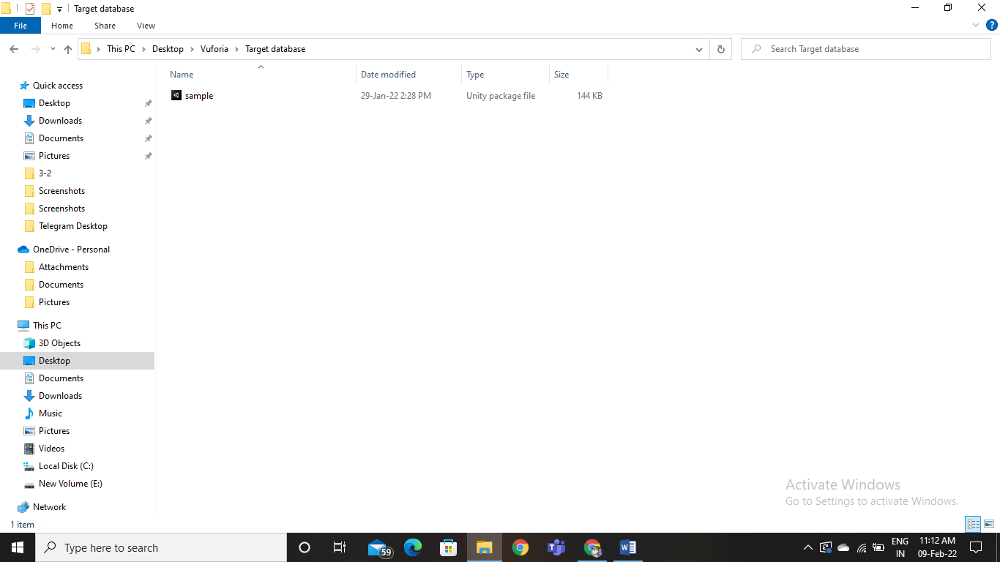 Target database
File Home Share View
This PC Desktop Vuforia Target database
Search Target database
Name Date modified Type Size
sample 29-Jan-22 2:28 PM Unity package file 144 KB
Quick access
Desktop
Downloads
Documents
Pictures
3-2
Screenshots
Screenshots
Telegram Desktop
OneDrive - Personal
Attachments
Documents
Pictures
This PC
3D Objects
Desktop
Documents
Downloads
Music
Pictures
Videos
Local Disk (C:)
New Volume (E:)
Network
Activate Windows
Go to Settings to activate Windows.
1 item
Type here to search
59
ENG
IN
11:12 AM
09-Feb-22